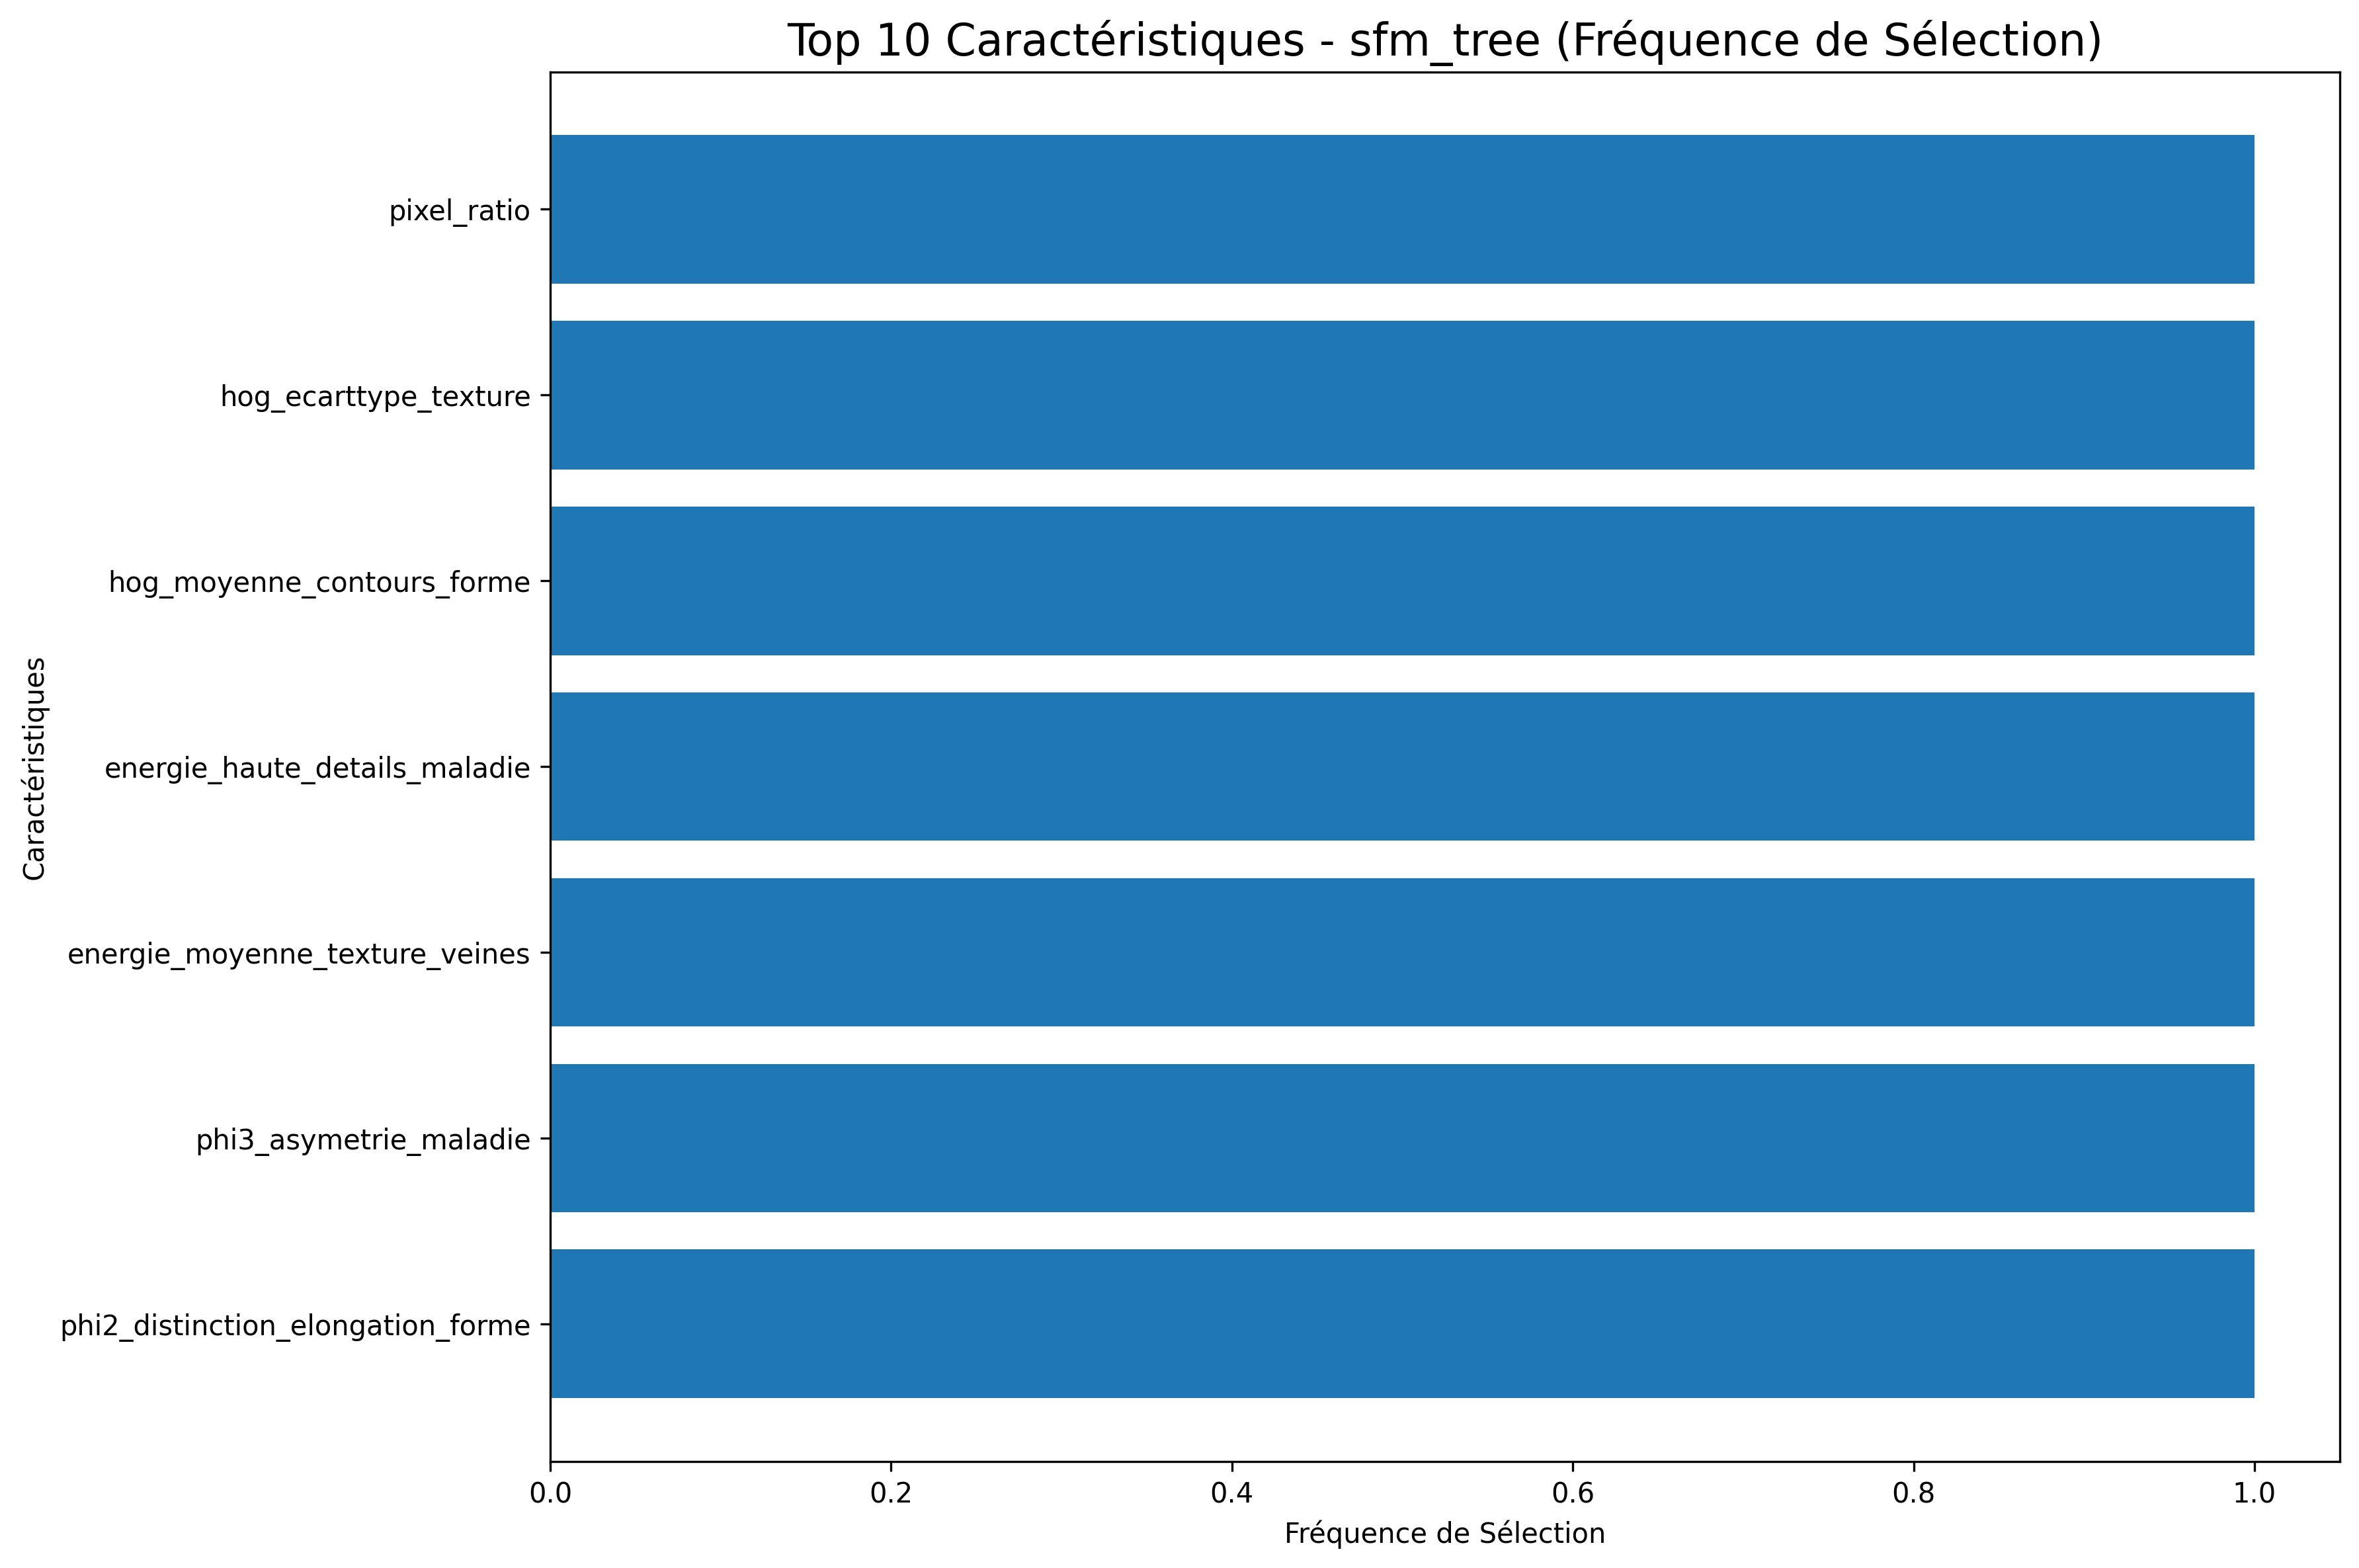 Top 10 Caractéristiques - sfm_tree (Fréquence de Sélection)
Caractéristiques
pixel_ratio
hog_ecarttype_texture
hog_moyenne_contours_forme
energie_haute_details_maladie
energie_moyenne_texture_veines
phi3_asymetrie_maladie
phi2_distinction_elongation_forme
0.0 0.2 0.4 0.6 0.8 1.0
Fréquence de Sélection